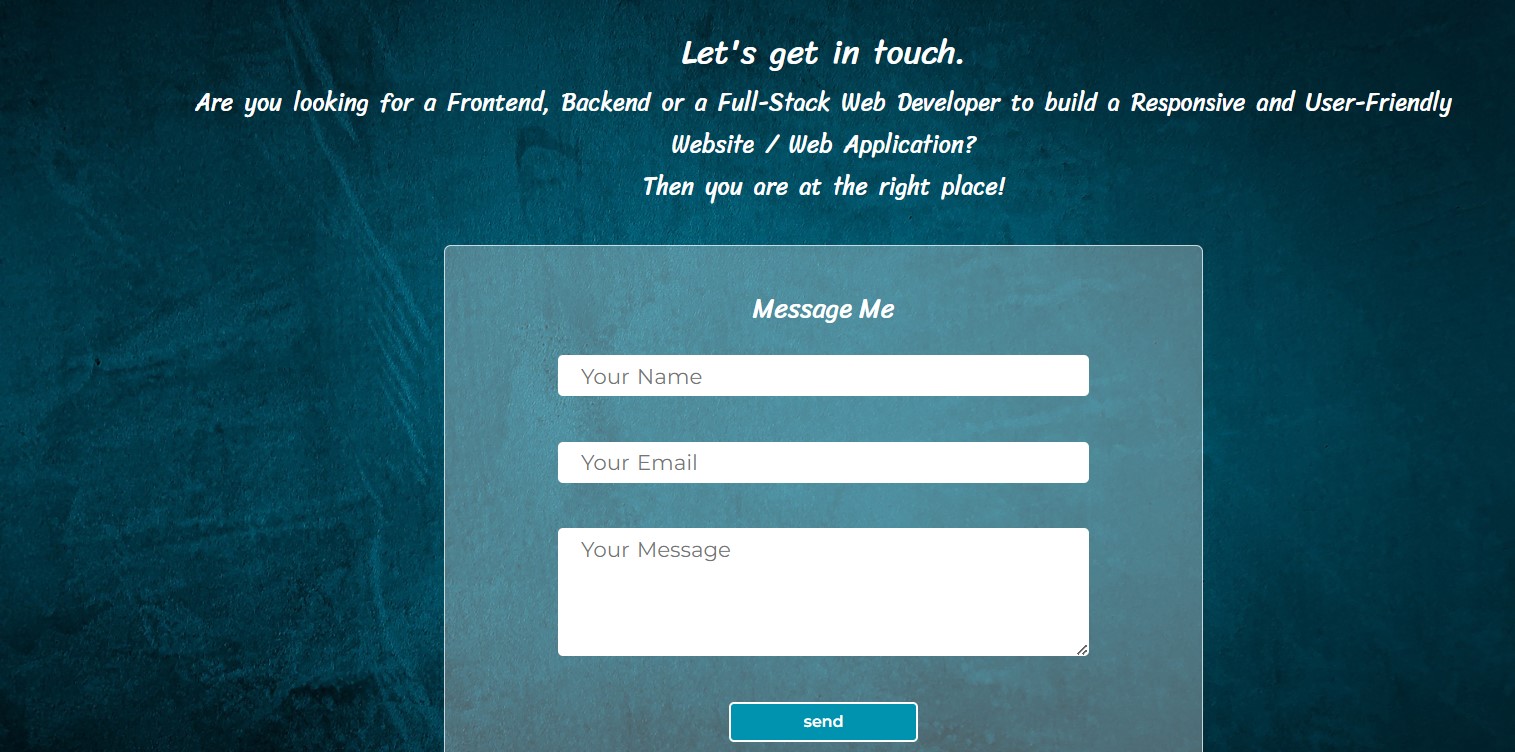 Let's get in touch.
Are you looking for a Frontend, Backend or a Full-Stack Web Developer to build a Responsive and User-Friendly
Website / Web Application?
Then you are at the right place!
Message Me
Your Name
Your Email
Your Message
send